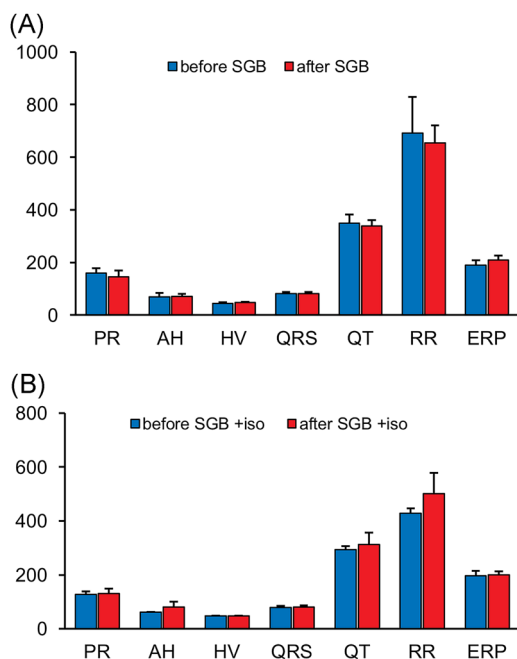 (A)
before SGB after SGB
1000
800
600
400
200
0
PR AH HV QRS QT RR ERP
(B)
before SGB +iso after SGB +iso
800
600
400
200
0
PR AH HV QRS QT RR ERP